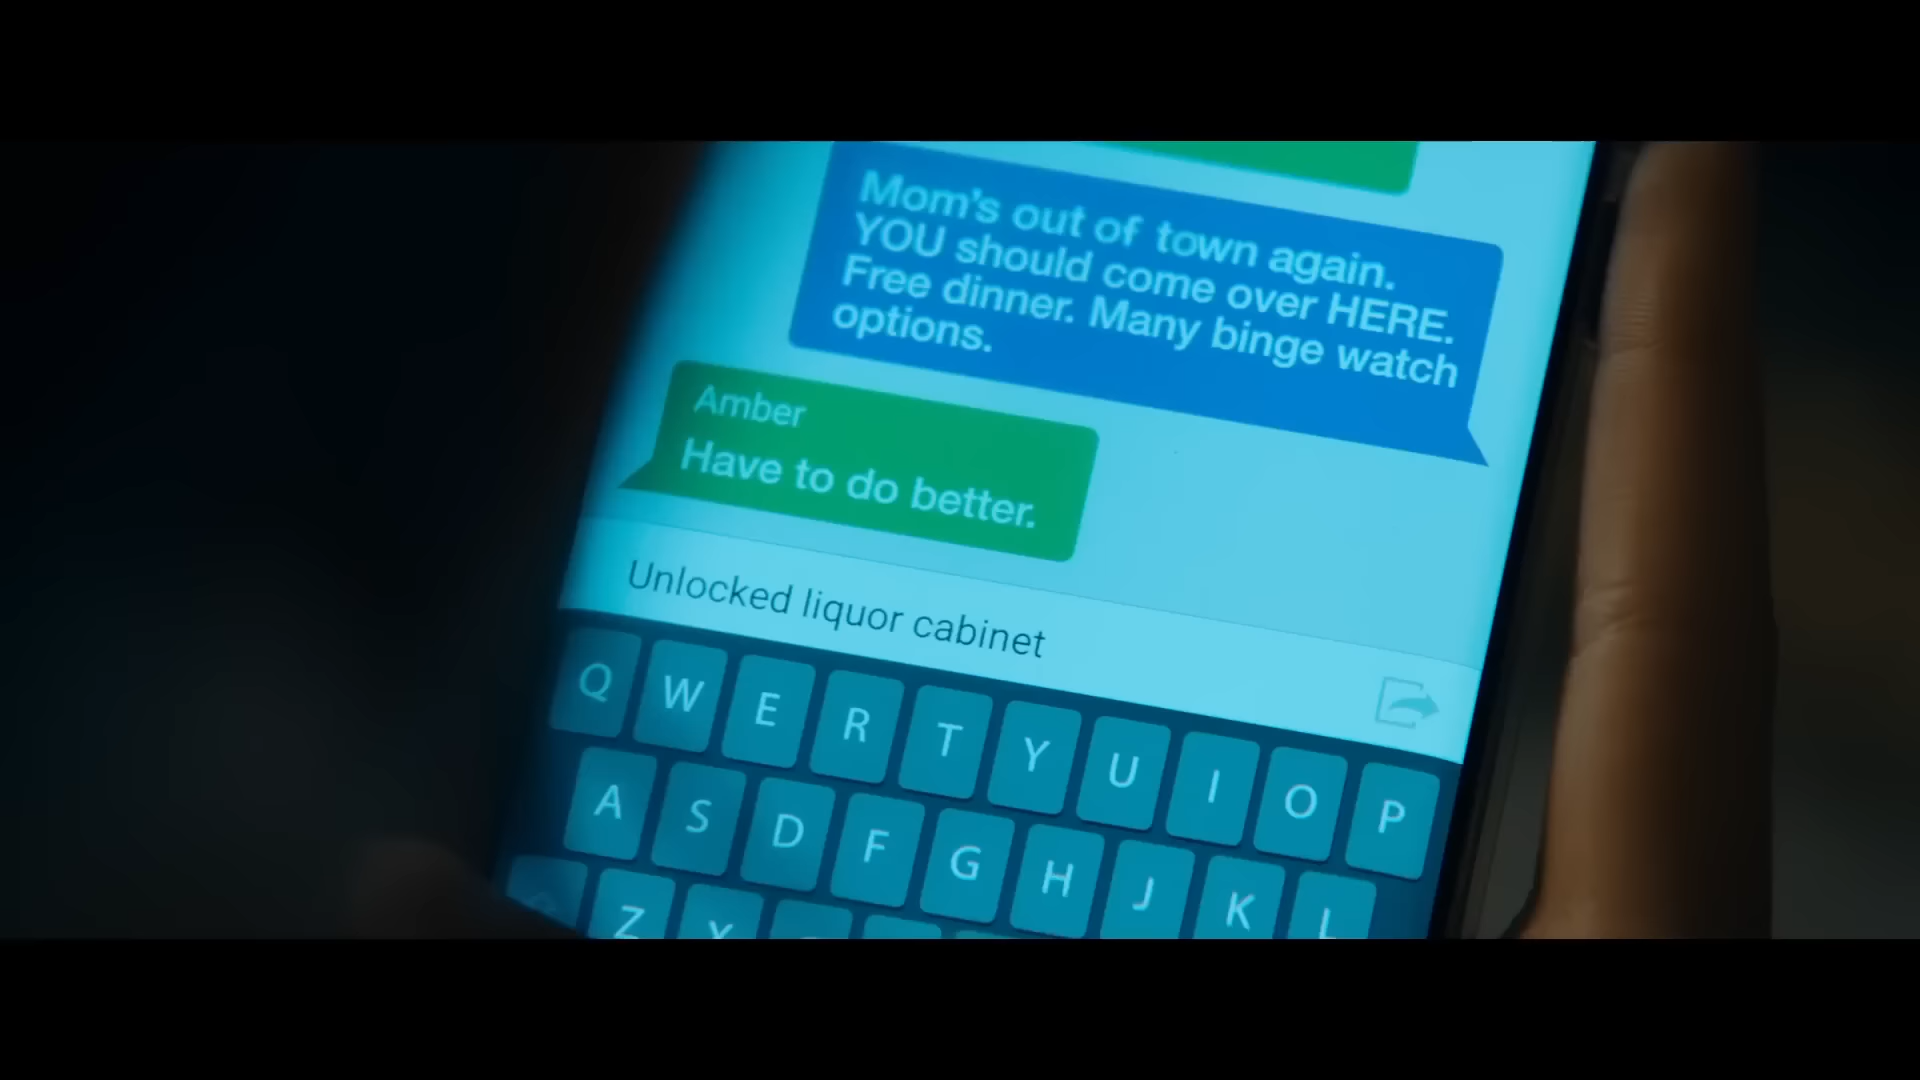 Mom's out of town again.
YOU should come over HERE.
Free dinner. Many binge watch
options.
Amber
Have to do better.
Unlocked liquor cabinet
Q W E R T Y U I O P
A S D F G H J K L
Z X